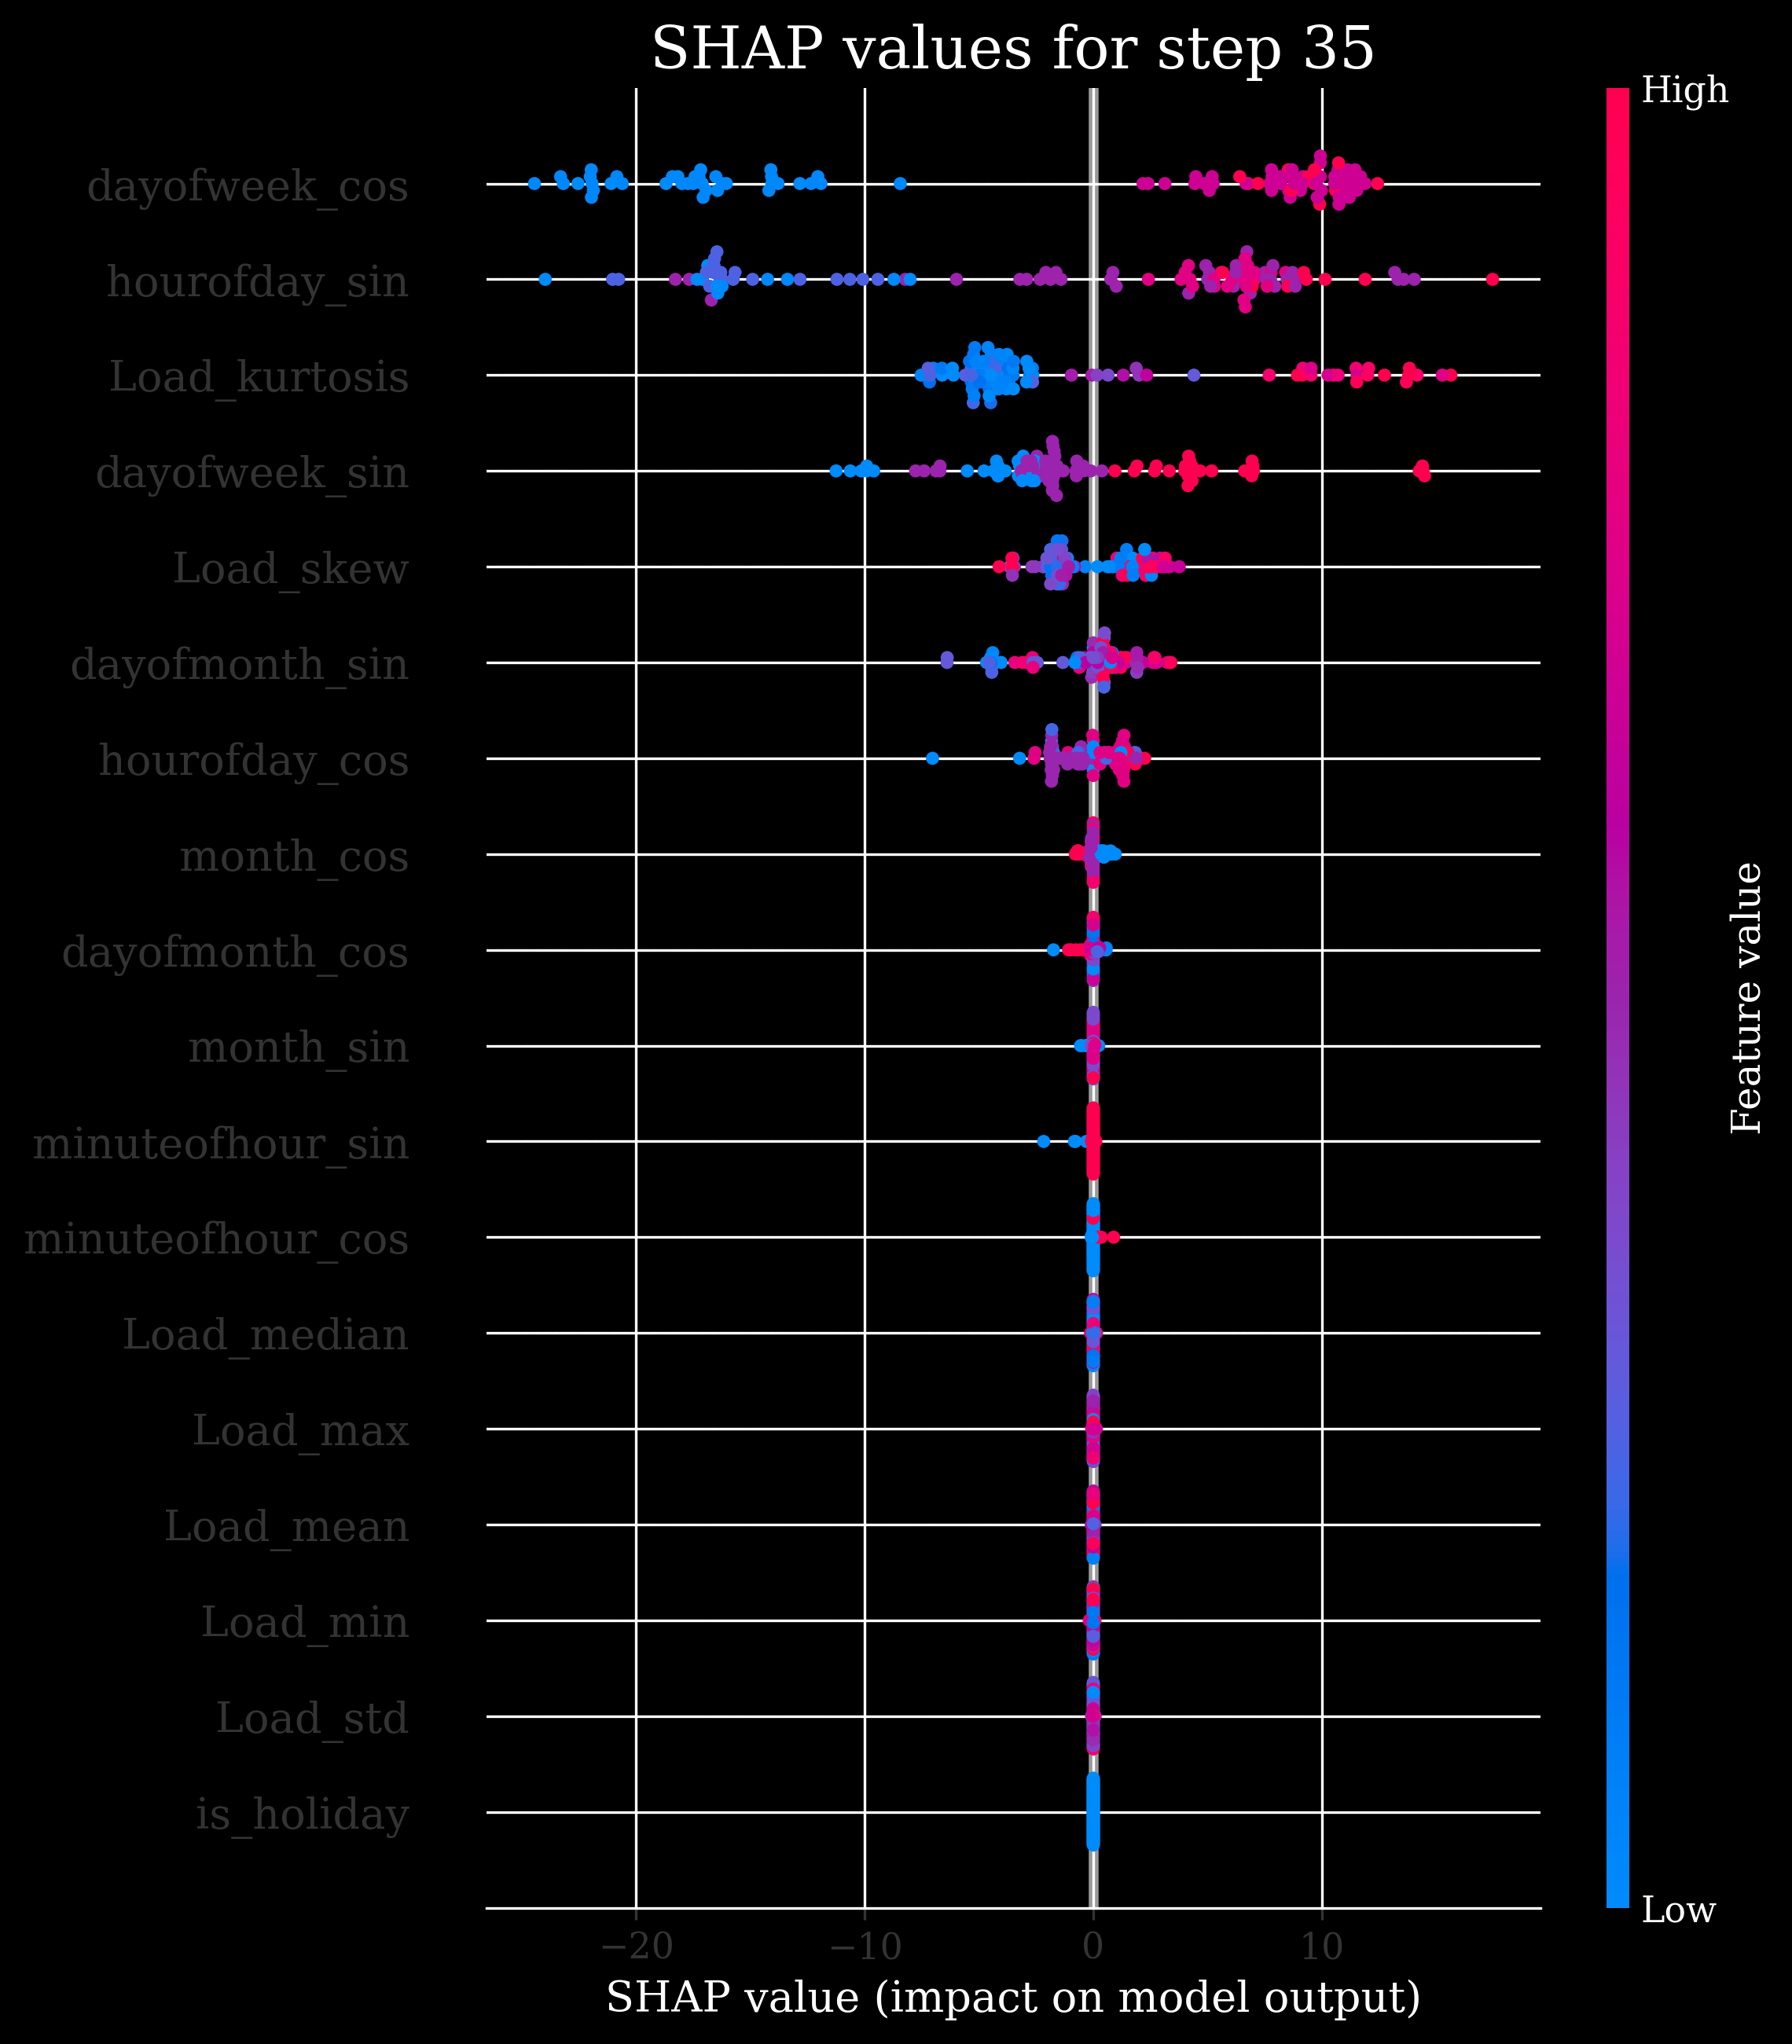 SHAP values for step 35
High
dayofweek_cos
hourofday_sin
Load_kurtosis
dayofweek_sin
Load_skew
dayofmonth_sin
hourofday_cos
month_cos
dayofmonth_cos
month_sin
minuteofhour_sin
minuteofhour_cos
Load_median
Load_max
Load_mean
Load_min
Load_std
is_holiday
Feature value
Low
−20 −10 0 10
SHAP value (impact on model output)